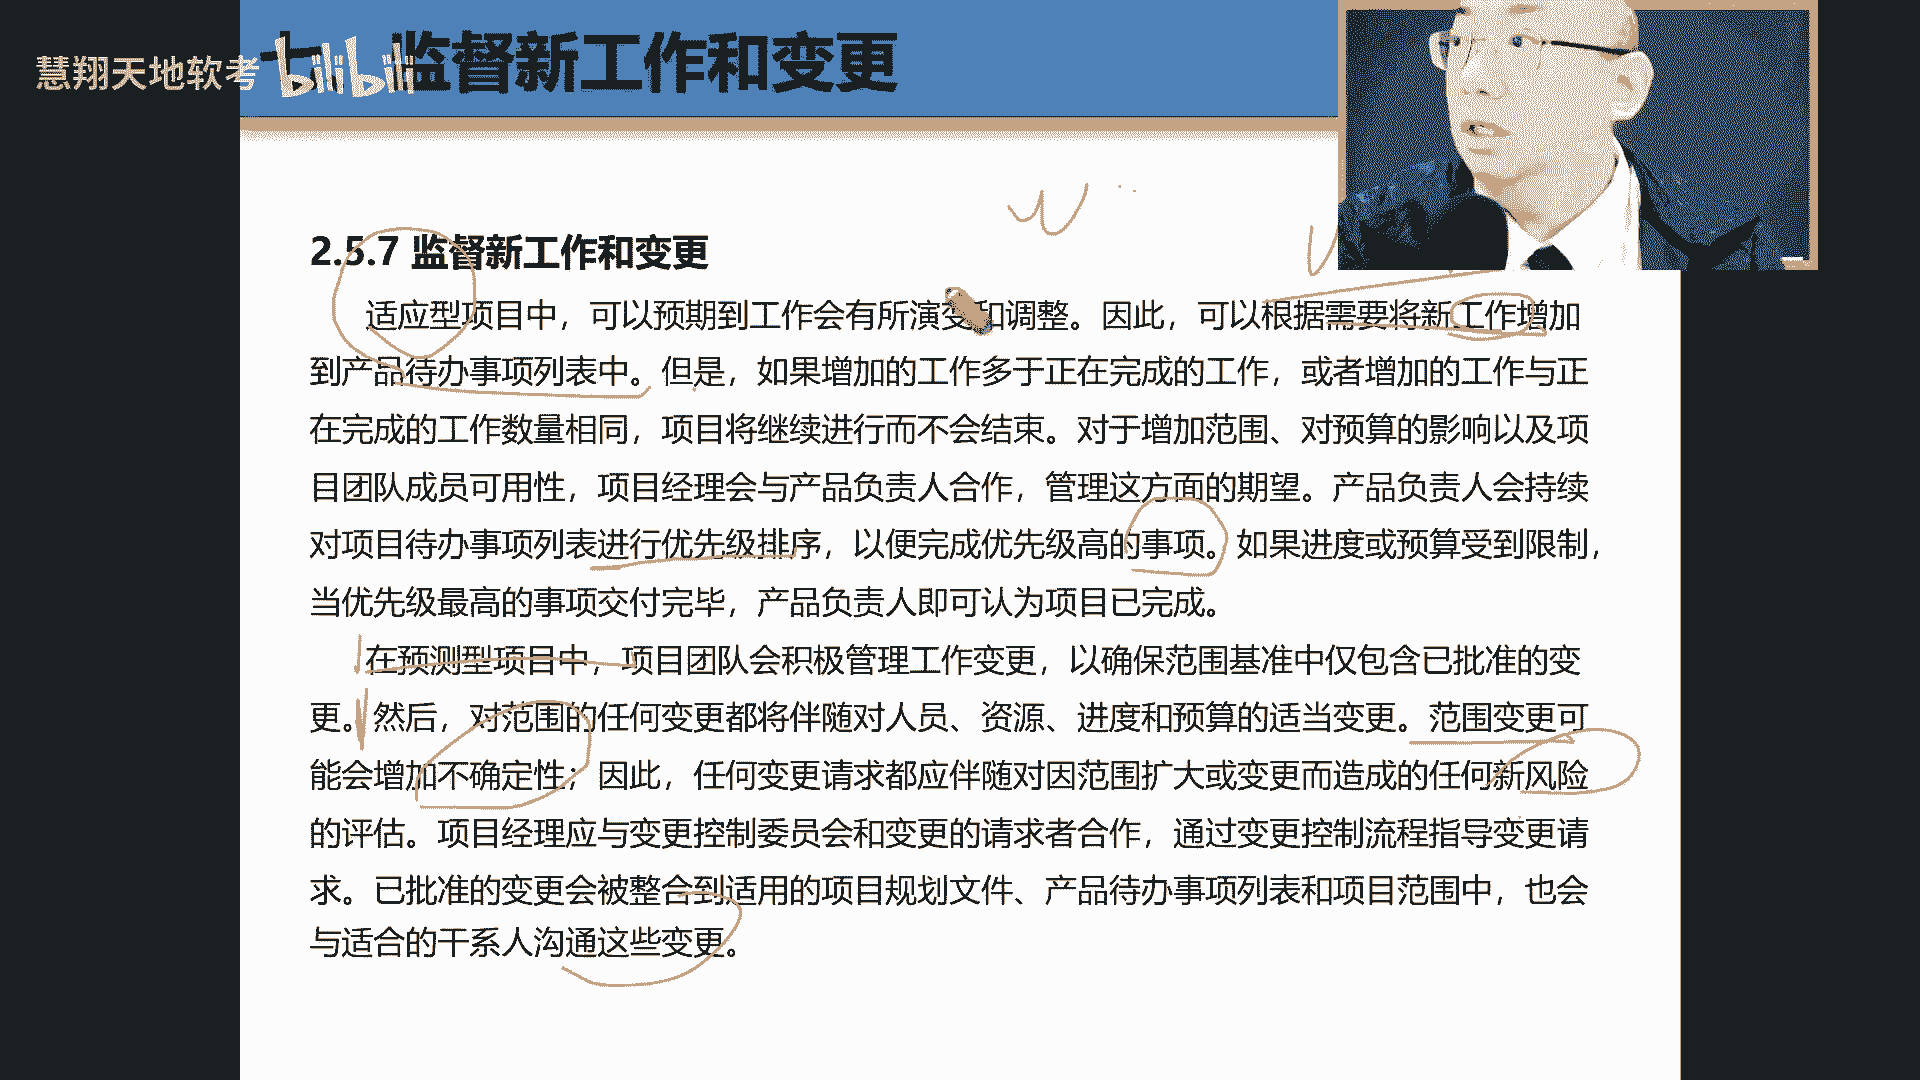 慧翔天地软考
bilibili
七、监督新工作和变更
2.5.7 监督新工作和变更
适应型项目中，可以预期到工作会有所演变和调整。因此，可以根据需要将新工作增加
到产品待办事项列表中。但是，如果增加的工作多于正在完成的工作，或者增加的工作与正
在完成的工作数量相同，项目将继续进行而不会结束。对于增加范围、对预算的影响以及项
目团队成员可用性，项目经理会与产品负责人合作，管理这方面的期望。产品负责人会持续
对项目待办事项列表进行优先级排序，以便完成优先级高的事项。如果进度或预算受到限制，
当优先级最高的事项交付完毕，产品负责人即可认为项目已完成。
在预测型项目中，项目团队会积极管理工作变更，以确保范围基准中仅包含已批准的变
更。然后，对范围的任何变更都将伴随对人员、资源、进度和预算的适当变更。范围变更可
能会增加不确定性；因此，任何变更请求都应伴随对因范围扩大或变更而造成的任何新风险
的评估。项目经理应与变更控制委员会和变更的请求者合作，通过变更控制流程指导变更请
求。已批准的变更会被整合到适用的项目规划文件、产品待办事项列表和项目范围中，也会
与适合的干系人沟通这些变更。